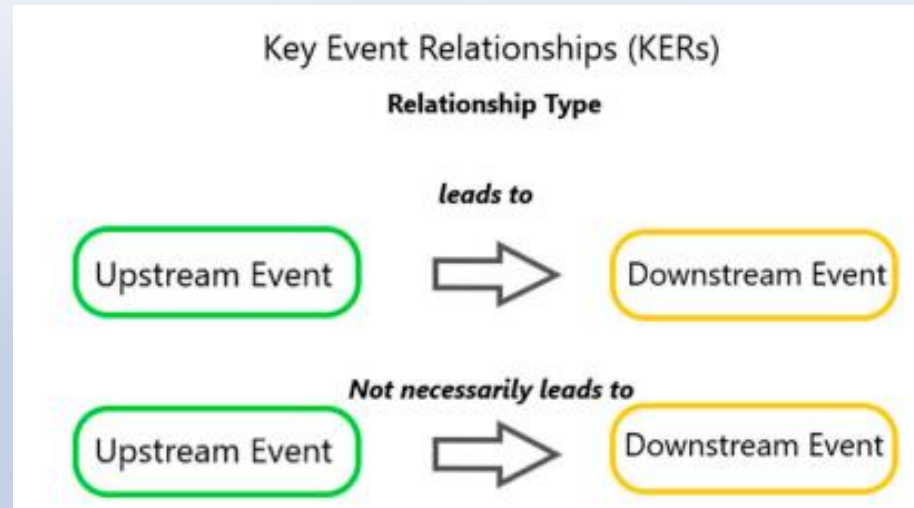 Key Event Relationships (KERs)
Relationship Type
leads to
Upstream Event
Downstream Event
Not necessarily leads to
Upstream Event
Downstream Event